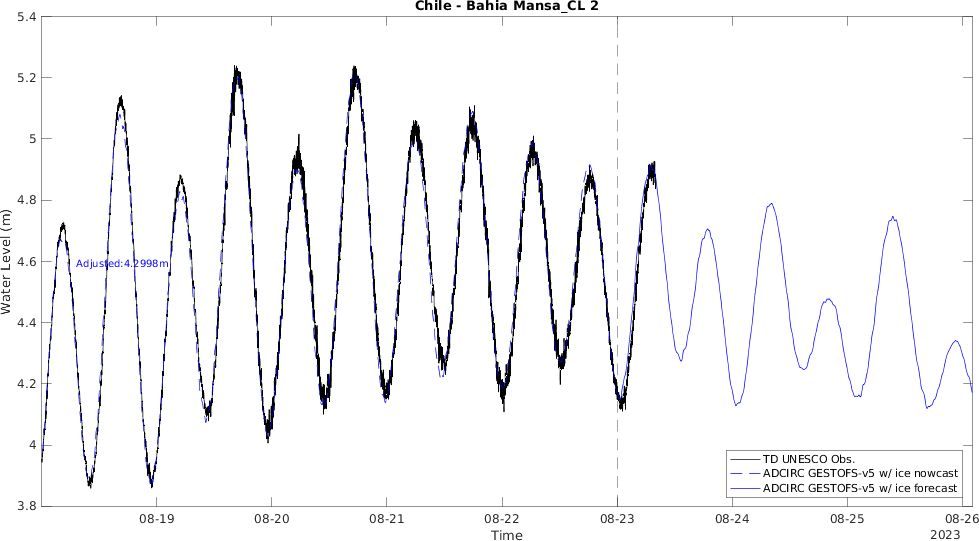 Chile - Bahia Mansa_CL 2
5.4
5.2
5
4.8
4.6
4.4
4.2
4
3.8
Water Level (m)
Adjusted:4.2998m
TD UNESCO Obs.
ADCIRC GESTOFS-v5 w/ ice nowcast
ADCIRC GESTOFS-v5 w/ ice forecast
08-19 08-20 08-21 08-22 08-23 08-24 08-25 08-26
Time
2023